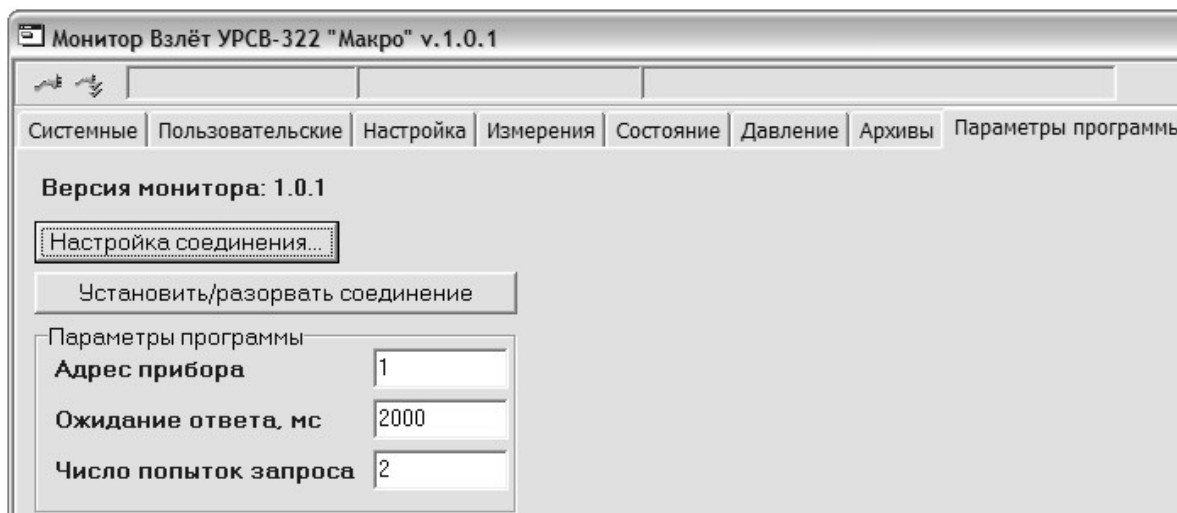 Монитор Взлёт УРСВ-322 "Макро" v.1.0.1
Системные Пользовательские Настройка Измерения Состояние Давление Архивы Параметры программы
Версия монитора: 1.0.1
Настройка соединения...
Установить/разорвать соединение
Параметры программы
Адрес прибора 1
Ожидание ответа, мс 2000
Число попыток запроса 2